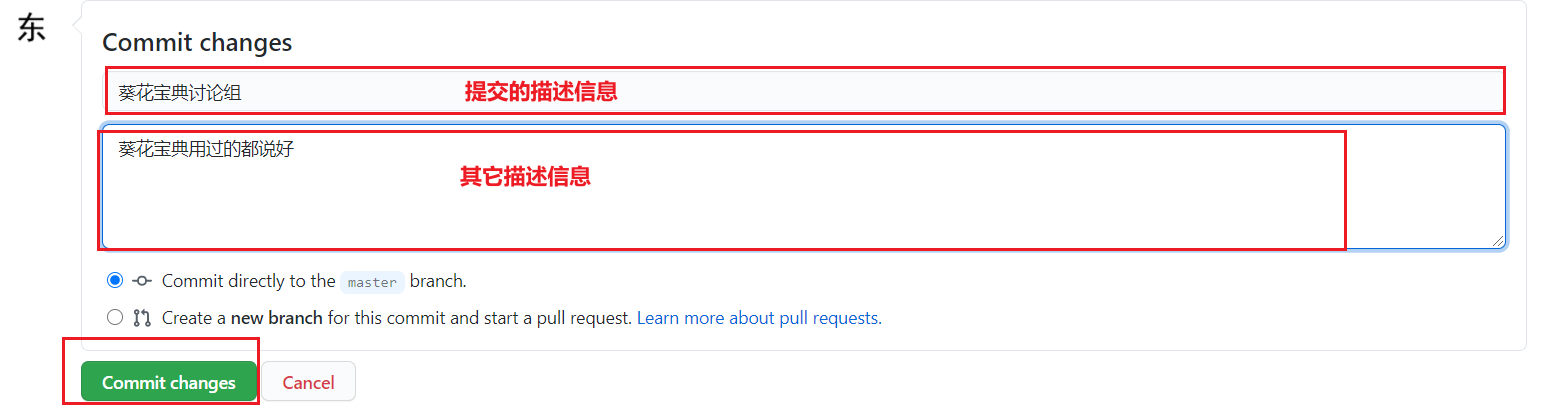 东
Commit changes
葵花宝典讨论组 提交的描述信息
葵花宝典用过的都说好
其它描述信息
Commit directly to the master branch.
Create a new branch for this commit and start a pull request. Learn more about pull requests.
Commit changes Cancel